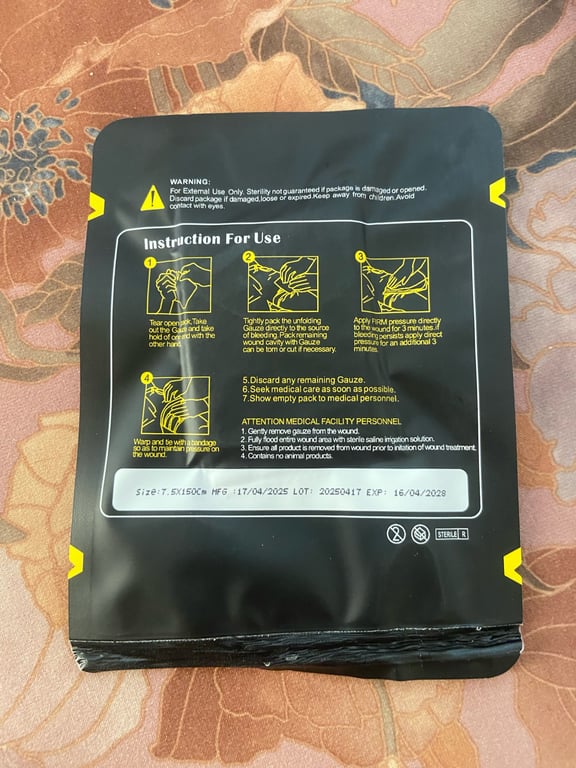 WARNING:
For External Use Only. Sterility not guaranteed if package is damaged or opened.
Discard package if damaged,loose or expired.Keep away from children.Avoid
contact with eyes.
Instruction For Use
1
Tear open pck.Take
out the Gauze and take
hold of one end with the
other hand.
2
Tightly pack the unfolding
Gauze directly to the source
of bleeding.Pack remaining
wound cavity with Gauze
can be torn or cut if necessary.
3
Apply FIRM pressure directly
to the wound for 3 minutes.if
bleeding persists apply direct
pressure for an additional 3
minutes.
4
Warp and tie with a bandage
so as to maintain pressure on
the wound.
5.Discard any remaining Gauze.
6.Seek medical care as soon as possible.
7.Show empty pack to medical personnel.
ATTENTION MEDICAL FACILITY PERSONNEL
1. Gently remove gauze from the wound.
2. Fully flood entire wound area with sterile saline irrigation solution.
3. Ensure all product is removed from wound prior to initation of wound treatment.
4. Contains no animal products.
Size:7.5X150Cm MFG :17/04/2025 LOT: 20250417 EXP: 16/04/2028
2
STERILE R